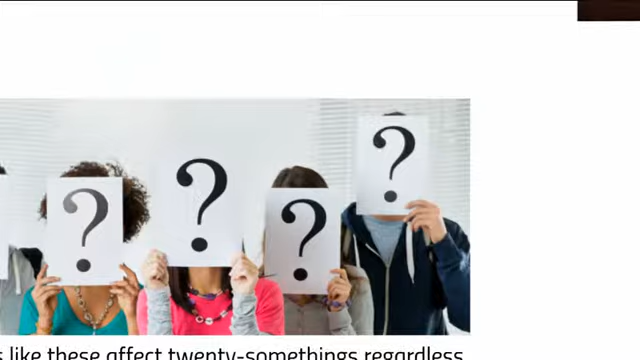 ? ? ? ?
like these affect twenty-somethings regardless